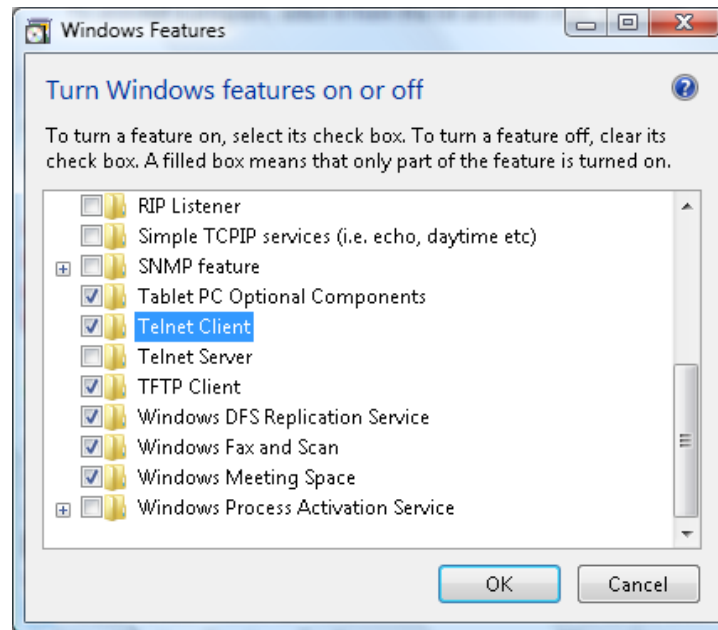 Windows Features
Turn Windows features on or off
To turn a feature on, select its check box. To turn a feature off, clear its
check box. A filled box means that only part of the feature is turned on.
RIP Listener
Simple TCPIP services (i.e. echo, daytime etc)
SNMP feature
Tablet PC Optional Components
Telnet Client
Telnet Server
TFTP Client
Windows DFS Replication Service
Windows Fax and Scan
Windows Meeting Space
Windows Process Activation Service
OK
Cancel